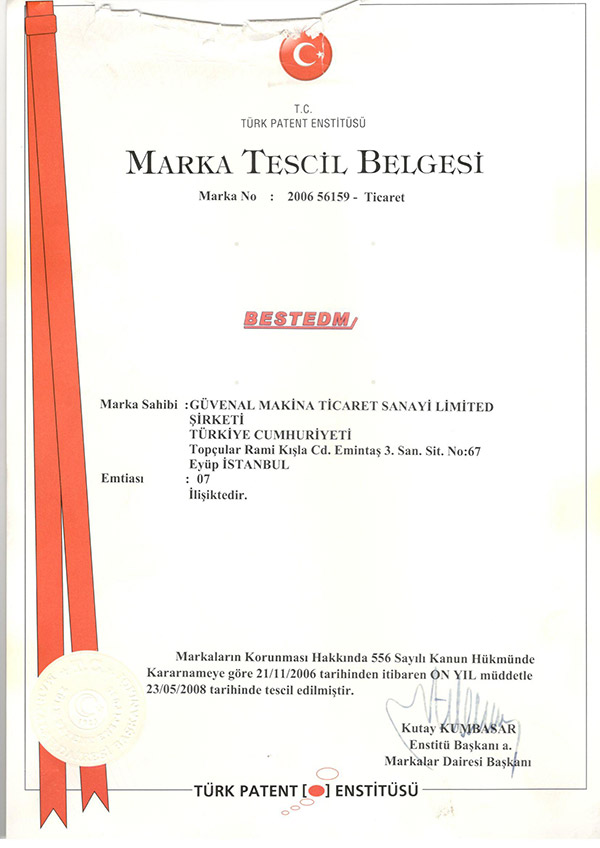 T.C.
TÜRK PATENT ENSTİTÜSÜ
MARKA TESCİL BELGESİ
Marka No : 2006 56159 - Ticaret
BESTEDM
Marka Sahibi :GÜVENAL MAKİNA TİCARET SANAYİ LİMİTED
ŞİRKETİ
TÜRKİYE CUMHURİYETİ
Topçular Rami Kışla Cd. Emintaş 3. San. Sit. No:67
Eyüp İSTANBUL
Emtiası : 07
İlişiktedir.
Markaların Korunması Hakkında 556 Sayılı Kanun Hükmünde
Kararnameye göre 21/11/2006 tarihinden itibaren ON YIL müddetle
23/05/2008 tarihinde tescil edilmiştir.
Kutay KUMBASAR
Enstitü Başkanı a.
Markalar Dairesi Başkanı
TÜRK PATENT [ ] ENSTİTÜSÜ